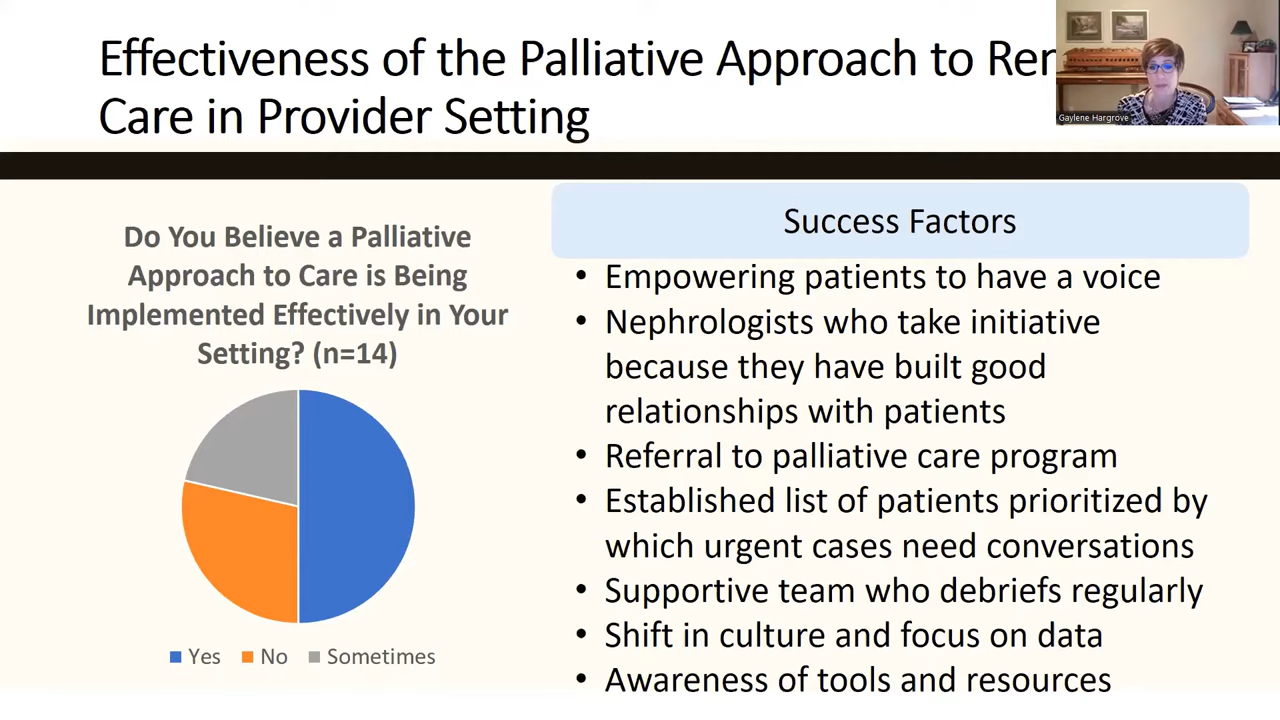 Effectiveness of the Palliative Approach to
Care in Provider Setting
Gaylene Hargrove
Do You Believe a Palliative
Approach to Care is Being
Implemented Effectively in Your
Setting? (n=14)
Yes No Sometimes
Success Factors
• Empowering patients to have a voice
• Nephrologists who take initiative
because they have built good
relationships with patients
• Referral to palliative care program
• Established list of patients prioritized by
which urgent cases need conversations
• Supportive team who debriefs regularly
• Shift in culture and focus on data
• Awareness of tools and resources